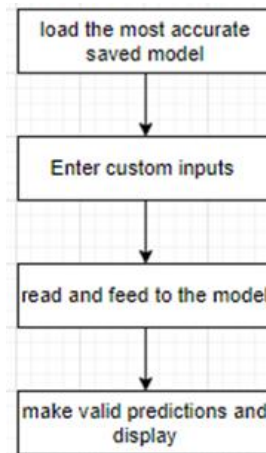 load the most accurate
saved model
Enter custom inputs
read and feed to the model
make valid predictions and
display